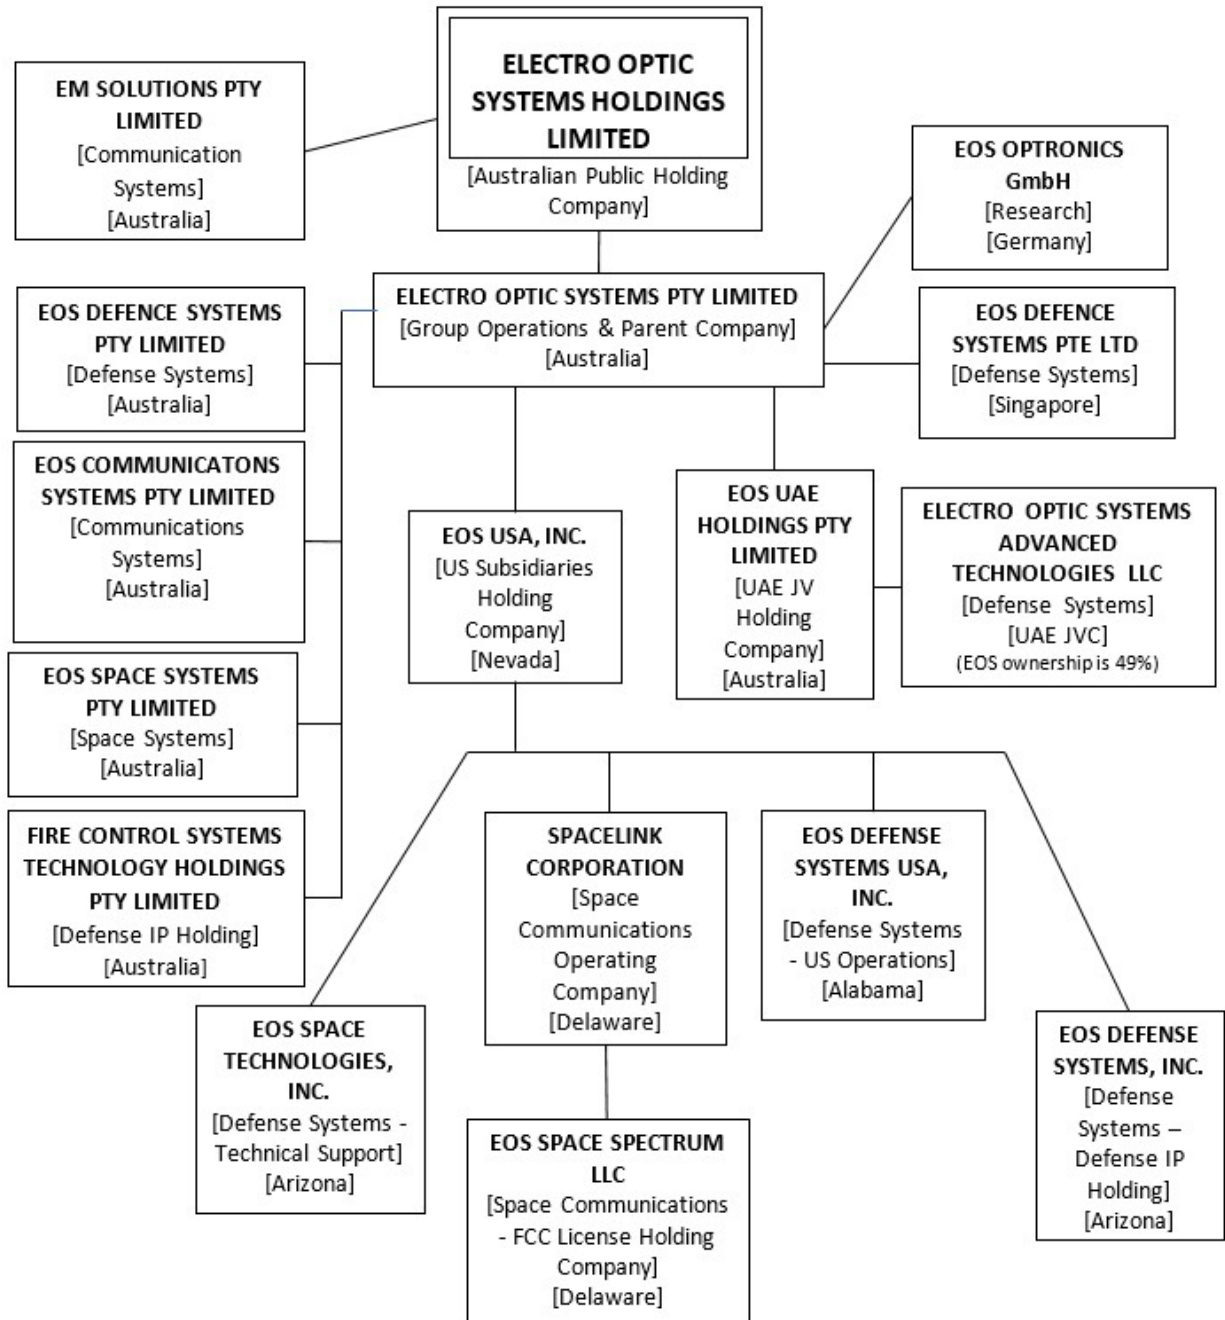 ELECTRO OPTIC
SYSTEMS HOLDINGS
LIMITED
[Australian Public Holding
Company]
EM SOLUTIONS PTY
LIMITED
[Communication
Systems]
[Australia]
EOS OPTRONICS
GmbH
[Research]
[Germany]
ELECTRO OPTIC SYSTEMS PTY LIMITED
[Group Operations & Parent Company]
[Australia]
EOS DEFENCE SYSTEMS
PTY LIMITED
[Defense Systems]
[Australia]
EOS DEFENCE
SYSTEMS PTE LTD
[Defense Systems]
[Singapore]
EOS COMMUNICATONS
SYSTEMS PTY LIMITED
[Communications
Systems]
[Australia]
EOS USA, INC.
[US Subsidiaries
Holding
Company]
[Nevada]
EOS UAE
HOLDINGS PTY
LIMITED
[UAE JV
Holding
Company]
[Australia]
ELECTRO OPTIC SYSTEMS
ADVANCED
TECHNOLOGIES LLC
[Defense Systems]
[UAE JVC]
(EOS ownership is 49%)
EOS SPACE SYSTEMS
PTY LIMITED
[Space Systems]
[Australia]
FIRE CONTROL SYSTEMS
TECHNOLOGY HOLDINGS
PTY LIMITED
[Defense IP Holding]
[Australia]
SPACELINK
CORPORATION
[Space
Communications
Operating
Company]
[Delaware]
EOS DEFENSE
SYSTEMS USA,
INC.
[Defense Systems
- US Operations]
[Alabama]
EOS SPACE
TECHNOLOGIES,
INC.
[Defense Systems -
Technical Support]
[Arizona]
EOS DEFENSE
SYSTEMS, INC.
[Defense
Systems –
Defense IP
Holding]
[Arizona]
EOS SPACE SPECTRUM
LLC
[Space Communications
- FCC License Holding
Company]
[Delaware]